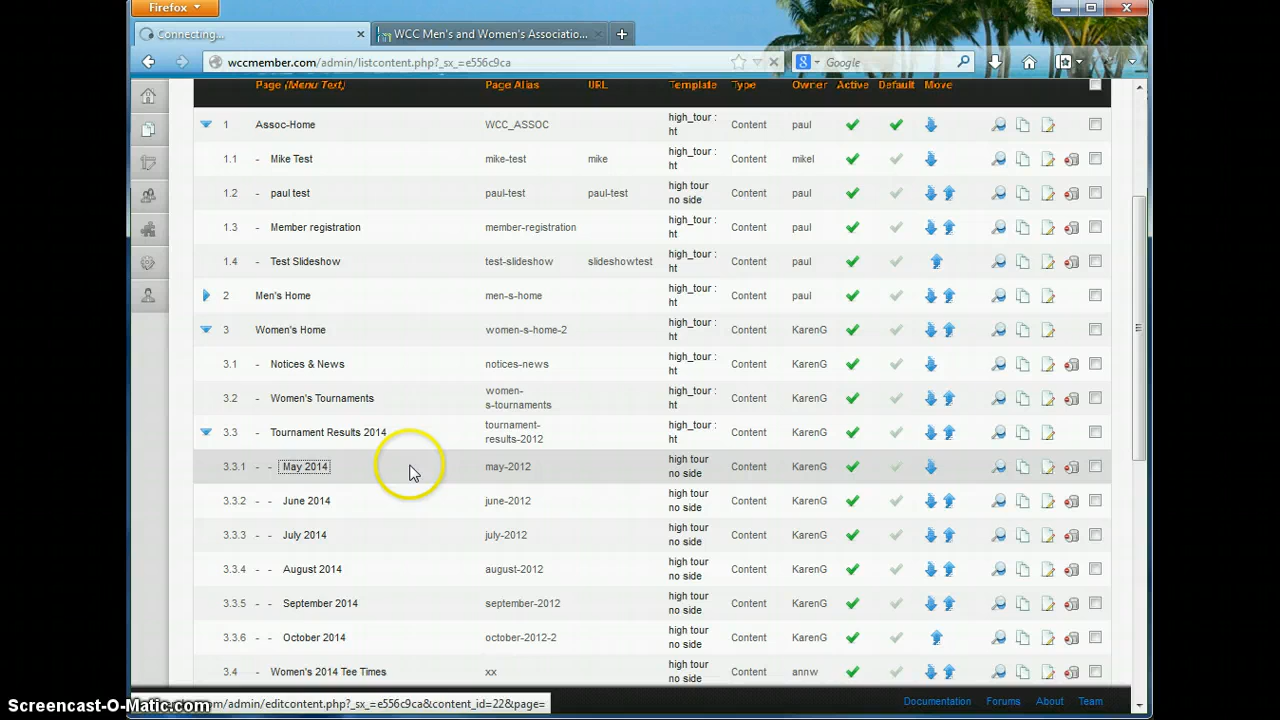 Firefox
Connecting...
WCC Men's and Women's Associatio...
wccmember.com/admin/listcontent.php?_sx_=e556c9ca
Google
Page (Menu Text) Page Alias URL Template Type Owner Active Default Move
1 Assoc-Home WCC_ASSOC high_tour : ht Content paul
1.1 - Mike Test mike-test mike high_tour : ht Content mikel
1.2 - paul test paul-test paul-test high tour no side Content paul
1.3 - Member registration member-registration high_tour : ht Content paul
1.4 - Test Slideshow test-slideshow slideshowtest high_tour : ht Content paul
2 Men's Home men-s-home high_tour : ht Content paul
3 Women's Home women-s-home-2 high_tour : ht Content KarenG
3.1 - Notices & News notices-news high_tour : ht Content KarenG
3.2 - Women's Tournaments women-s-tournaments high_tour : ht Content KarenG
3.3 - Tournament Results 2014 tournament-results-2012 high_tour : ht Content KarenG
3.3.1 - - May 2014 may-2012 high tour no side Content KarenG
3.3.2 - - June 2014 june-2012 high tour no side Content KarenG
3.3.3 - - July 2014 july-2012 high tour no side Content KarenG
3.3.4 - - August 2014 august-2012 high tour no side Content KarenG
3.3.5 - - September 2014 september-2012 high tour no side Content KarenG
3.3.6 - - October 2014 october-2012-2 high tour no side Content KarenG
3.4 - Women's 2014 Tee Times xx high tour Content annw
Documentation Forums About Team
.com/admin/editcontent.php?_sx_=e556c9ca&content_id=22&page=
Screencast-O-Matic.com